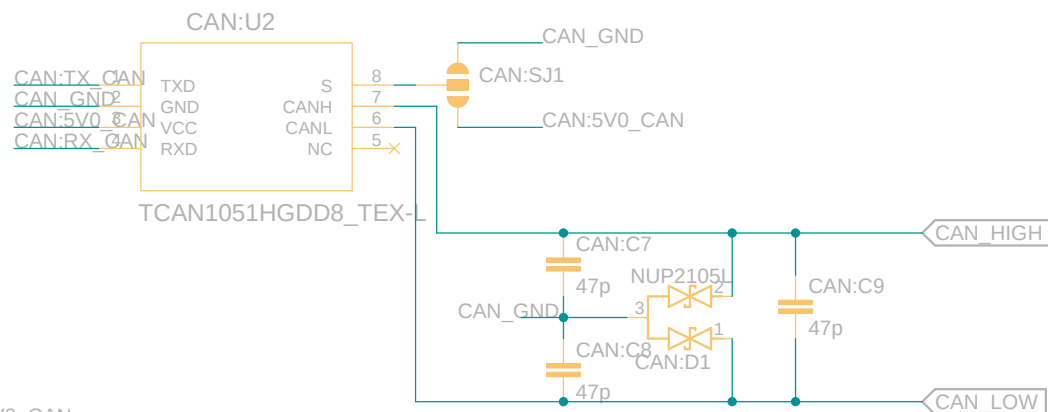 CAN:U2
CAN_GND
CAN:SJ1
CAN:TX_CAN 1 TXD S 8
CAN_GND 2 GND CANH 7
CAN:5V0_CAN 3 VCC CANL 6 CAN:5V0_CAN
CAN:RX_CAN 4 RXD NC 5
TCAN1051HGDD8_TEX-L
CAN_HIGH
CAN:C7
47p
NUP2105L
2
CAN:C9
CAN_GND
3
47p
1
CAN:C8
CAN:D1
47p
CAN_LOW